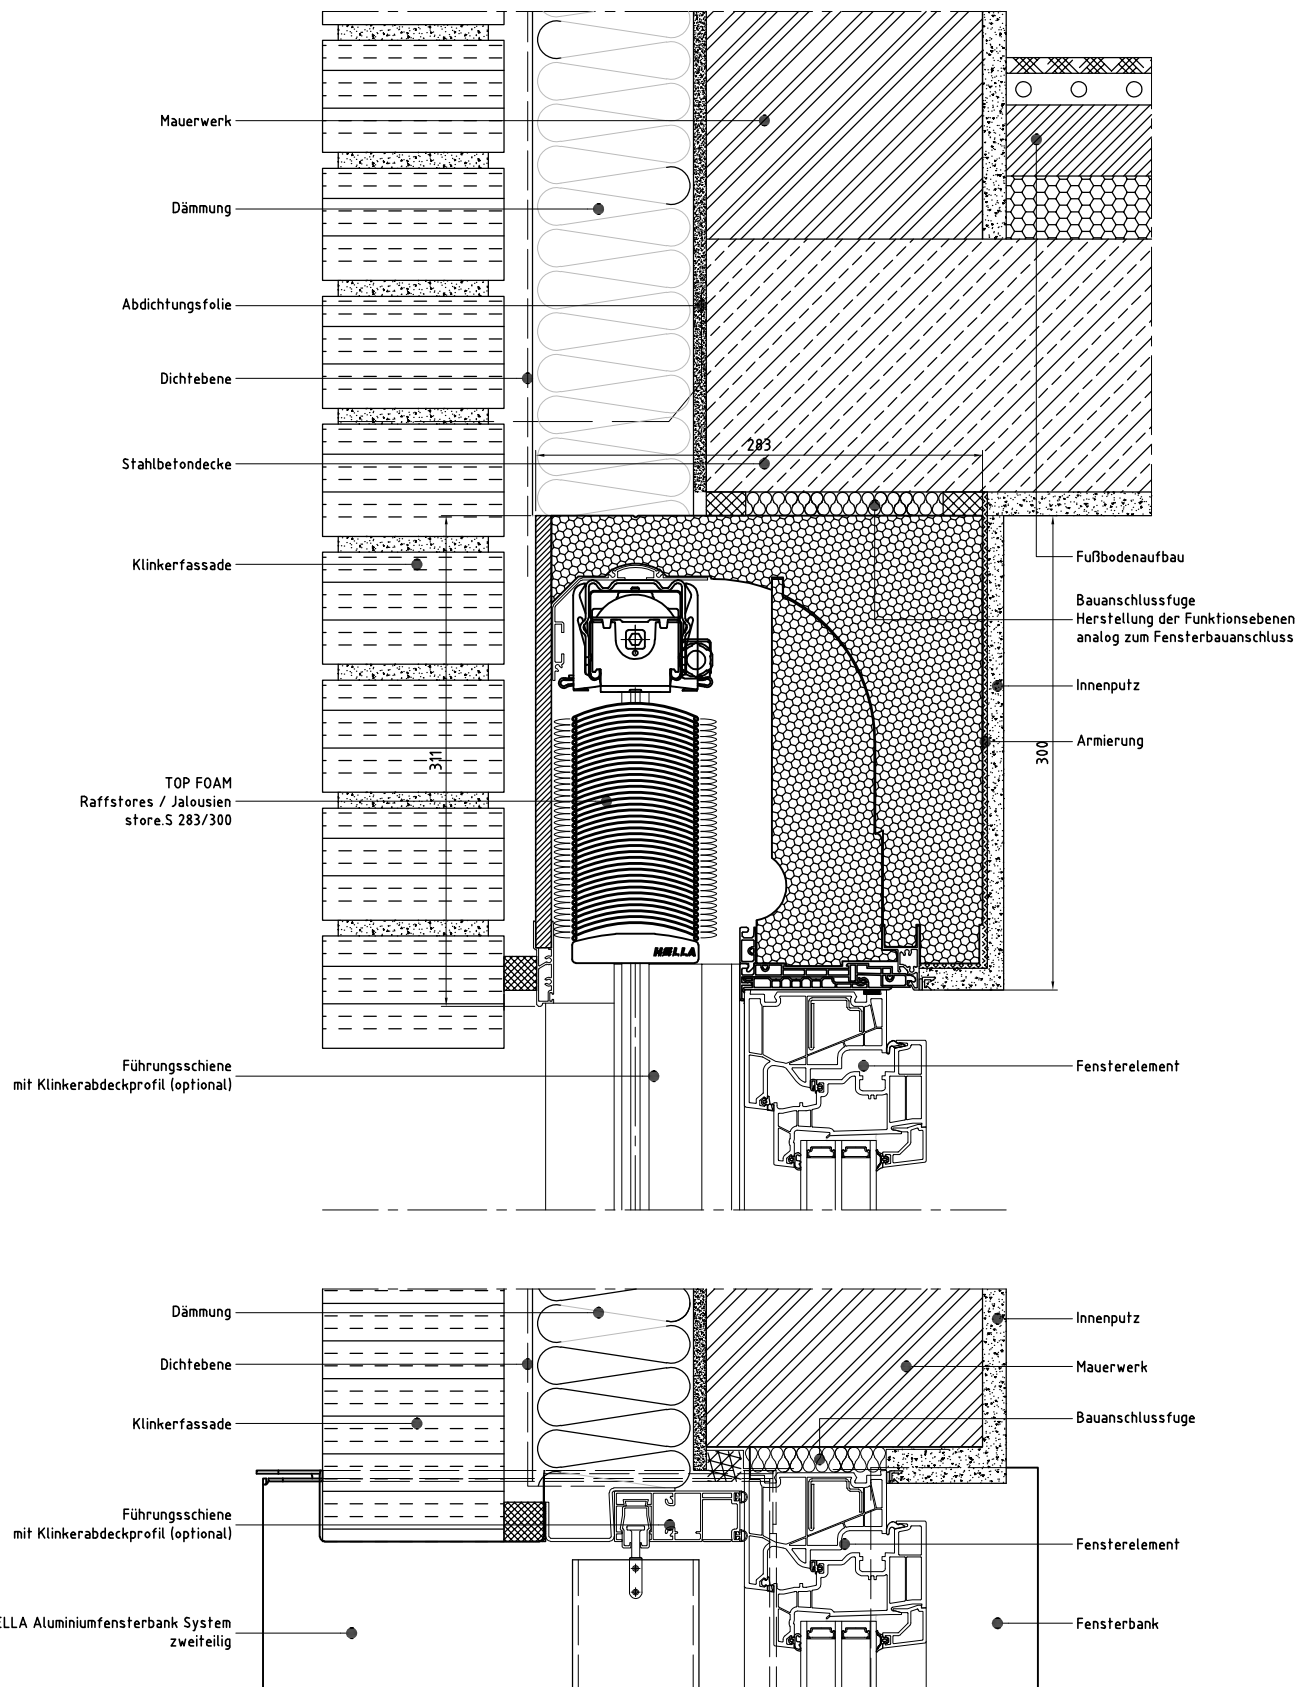 Mauerwerk
Dämmung
Abdichtungsfolie
Dichtebene
283
Stahlbetondecke
Klinkerfassade
Fußbodenaufbau
Bauanschlussfuge
Herstellung der Funktionsebenen
analog zum Fensterbauanschluss
Innenputz
Armierung
311
300
TOP FOAM
Raffstores / Jalousien
store.S 283/300
HELLA
Führungsschiene
mit Klinkerabdeckprofil (optional)
Fensterelement
Dämmung
Innenputz
Dichtebene
Mauerwerk
Klinkerfassade
Bauanschlussfuge
Führungsschiene
mit Klinkerabdeckprofil (optional)
Fensterelement
ELLA Aluminiumfensterbank System
zweiteilig
Fensterbank